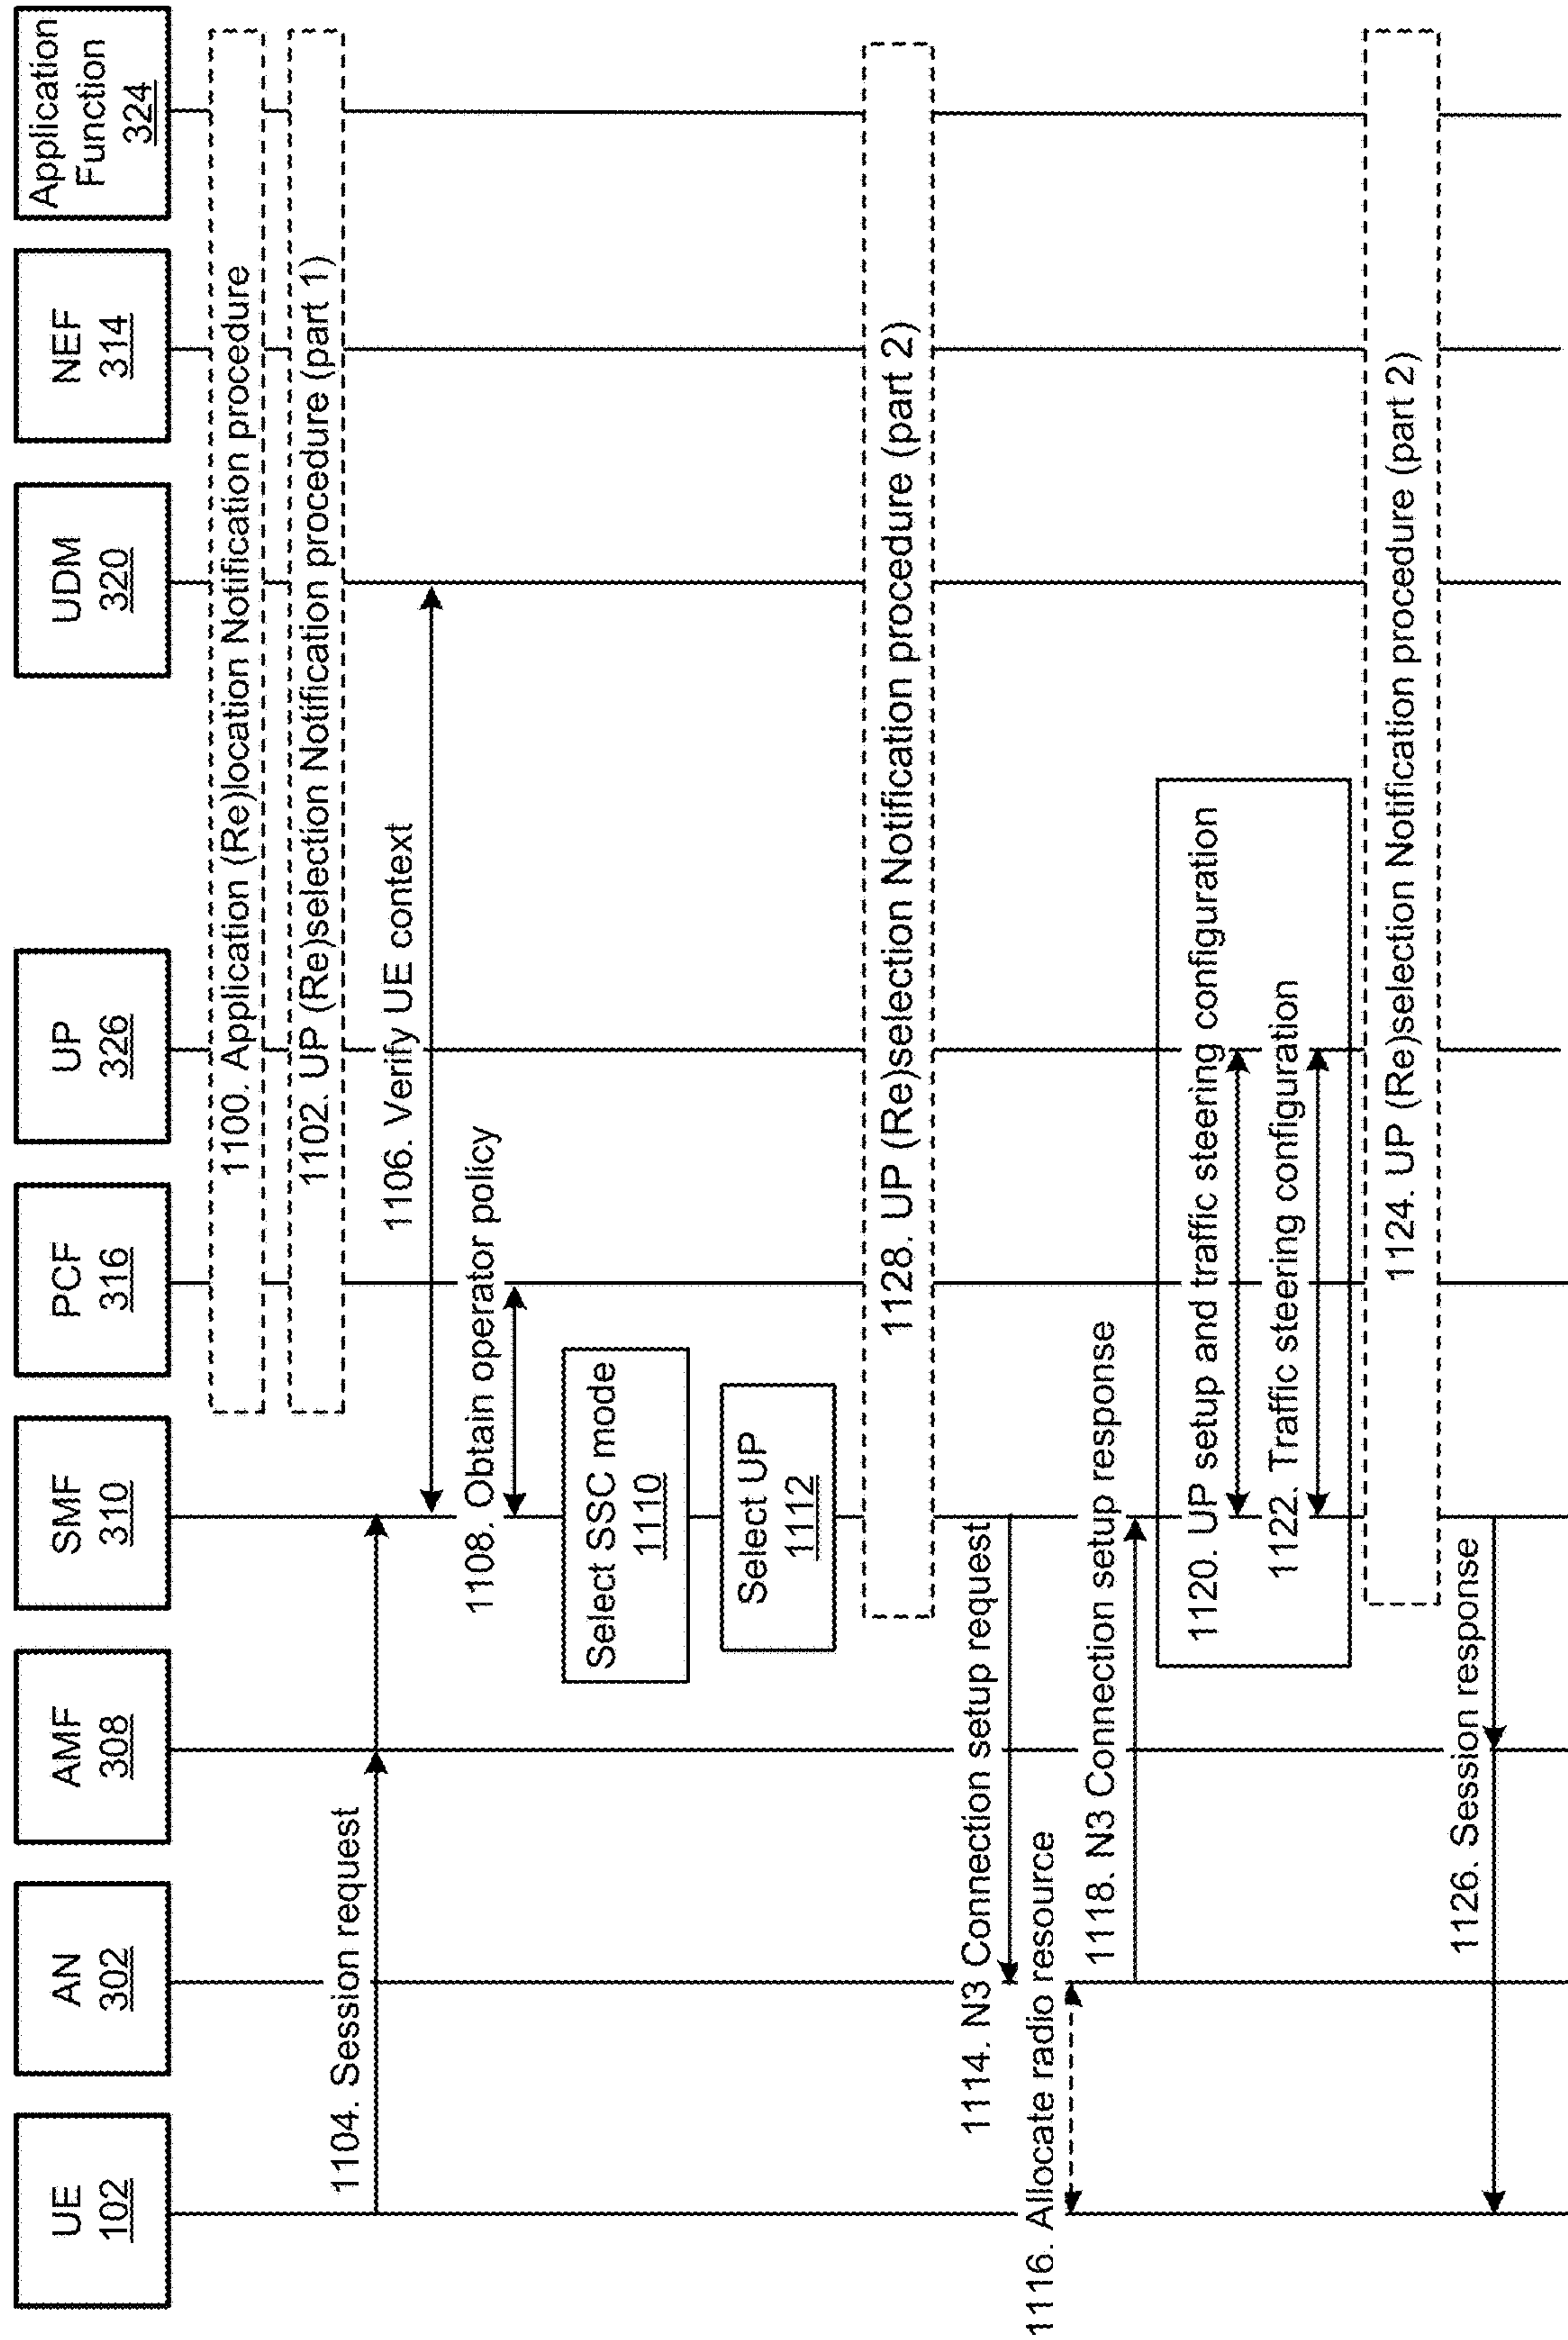 UE
102
AN
302
AMF
308
SMF
310
PCF
316
UP
326
UDM
320
NEF
314
Application
Function
324
1100. Application (Re)location Notification procedure
1102. UP (Re)selection Notification procedure (part 1)
1104. Session request
1106. Verify UE context
1108. Obtain operator policy
Select SSC mode
1110
Select UP
1112
1128. UP (Re)selection Notification procedure (part 2)
1114. N3 Connection setup request
1116. Allocate radio resource
1118. N3 Connection setup response
1120. UP setup and traffic steering configuration
1122. Traffic steering configuration
1124. UP (Re)selection Notification procedure (part 2)
1126. Session response